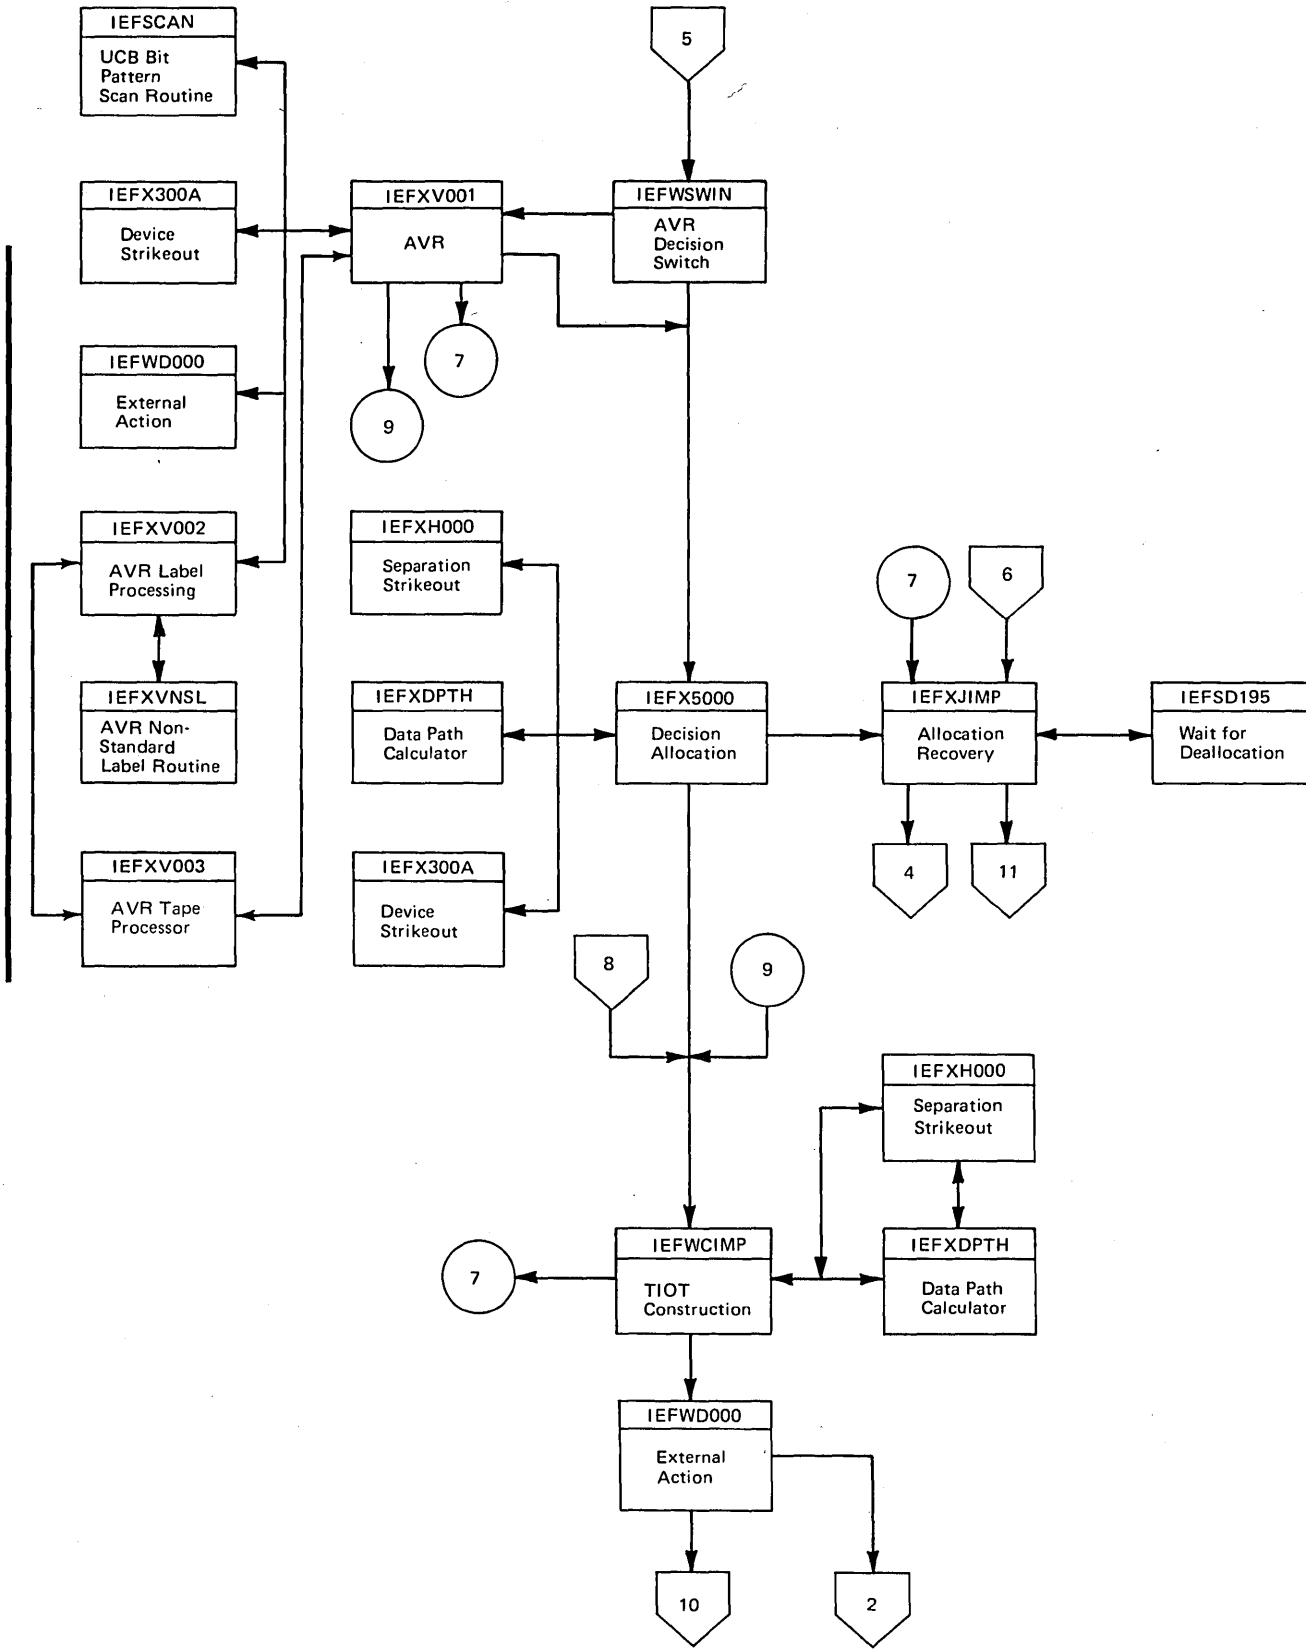 IEFSCAN
UCB Bit
Pattern
Scan Routine
5
IEFX300A
Device
Strikeout
IEFXV001
AVR
IEFWSWIN
AVR
Decision
Switch
7
9
IEFWD000
External
Action
IEFXV002
AVR Label
Processing
IEFXH000
Separation
Strikeout
7
6
IEFXVNSL
AVR Non-
Standard
Label Routine
IEFXDPTH
Data Path
Calculator
IEFX5000
Decision
Allocation
IEFXJIMP
Allocation
Recovery
IEFSD195
Wait for
Deallocation
4
11
IEFXV003
AVR Tape
Processor
IEFX300A
Device
Strikeout
8
9
IEFXH000
Separation
Strikeout
7
IEFWCIMP
TIOT
Construction
IEFXDPTH
Data Path
Calculator
IEFWD000
External
Action
10
2